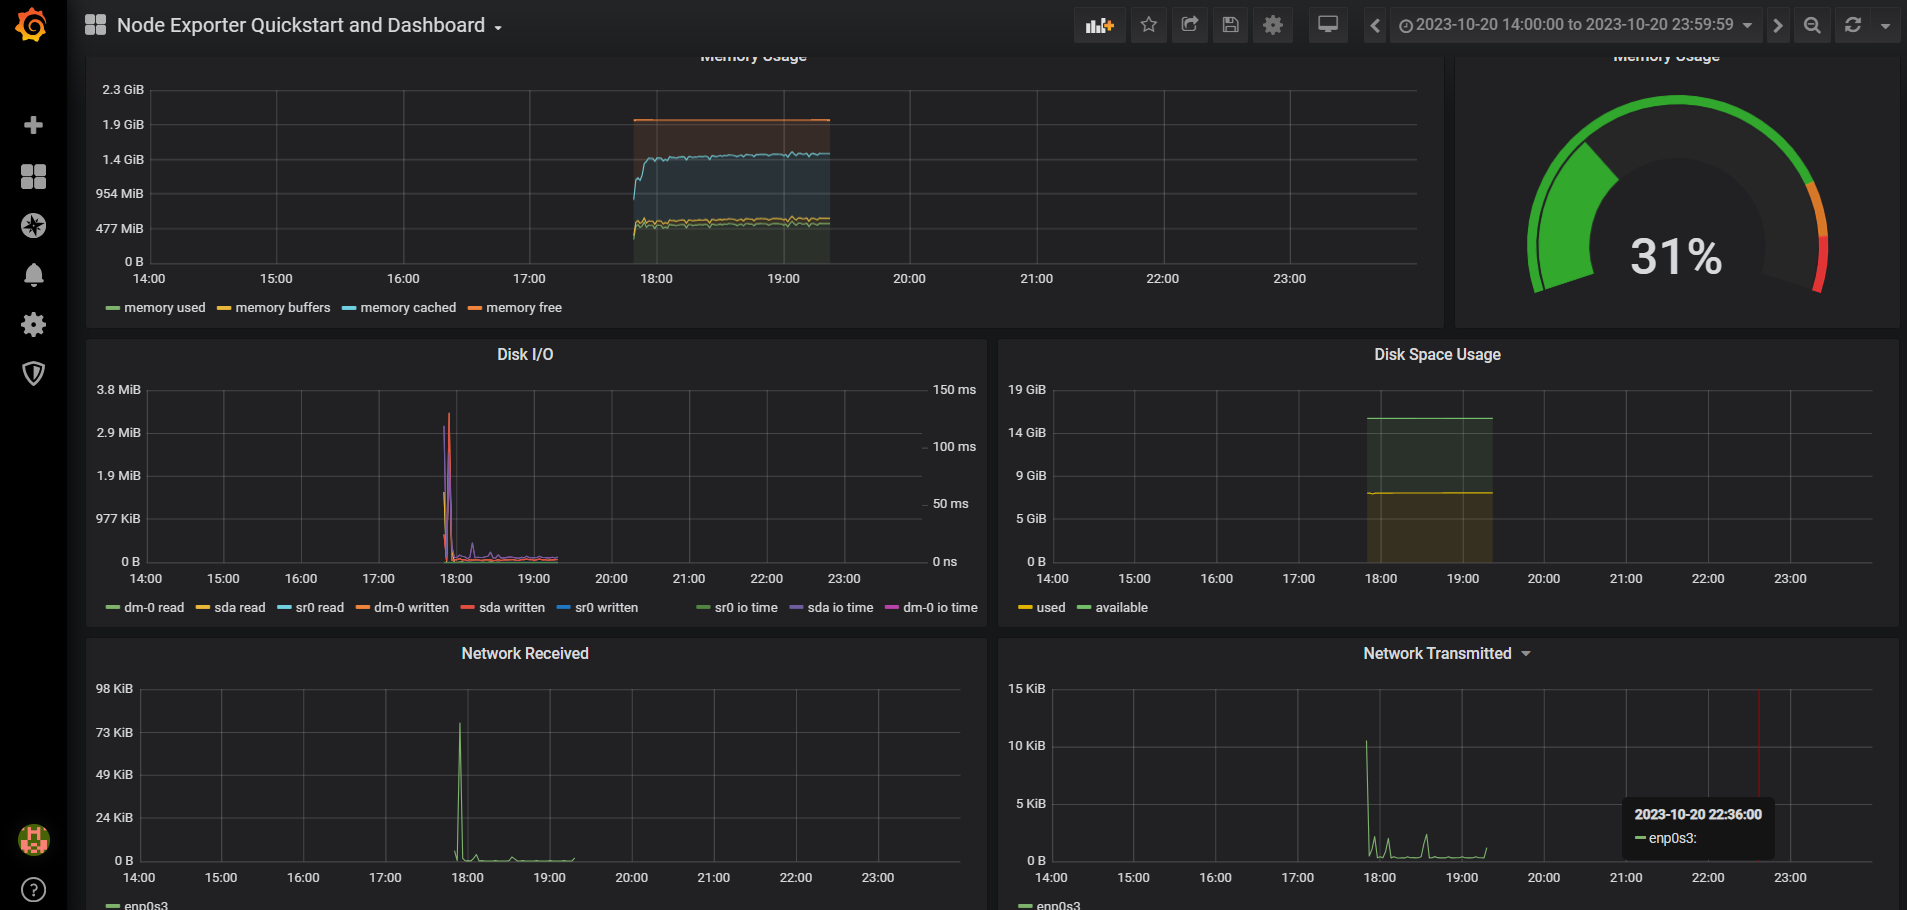 Node Exporter Quickstart and Dashboard
2023-10-20 14:00:00 to 2023-10-20 23:59:59
Memory Usage
2.3 GiB
1.9 GiB
1.4 GiB
954 MiB
477 MiB
0 B
14:00 15:00 16:00 17:00 18:00 19:00 20:00 21:00 22:00 23:00
memory used memory buffers memory cached memory free
Memory Usage
31%
Disk I/O
3.8 MiB
2.9 MiB
1.9 MiB
977 KiB
0 B
150 ms
100 ms
50 ms
0 ns
14:00 15:00 16:00 17:00 18:00 19:00 20:00 21:00 22:00 23:00
dm-0 read sda read sr0 read dm-0 written sda written sr0 written sr0 io time sda io time dm-0 io time
Disk Space Usage
19 GiB
14 GiB
9 GiB
5 GiB
0 B
14:00 15:00 16:00 17:00 18:00 19:00 20:00 21:00 22:00 23:00
used available
Network Received
98 KiB
73 KiB
49 KiB
24 KiB
0 B
14:00 15:00 16:00 17:00 18:00 19:00 20:00 21:00 22:00 23:00
enp0s3
Network Transmitted
15 KiB
10 KiB
5 KiB
0 B
14:00 15:00 16:00 17:00 18:00 19:00 20:00 21:00 22:00 23:00
2023-10-20 22:36:00
enp0s3:
enp0s3